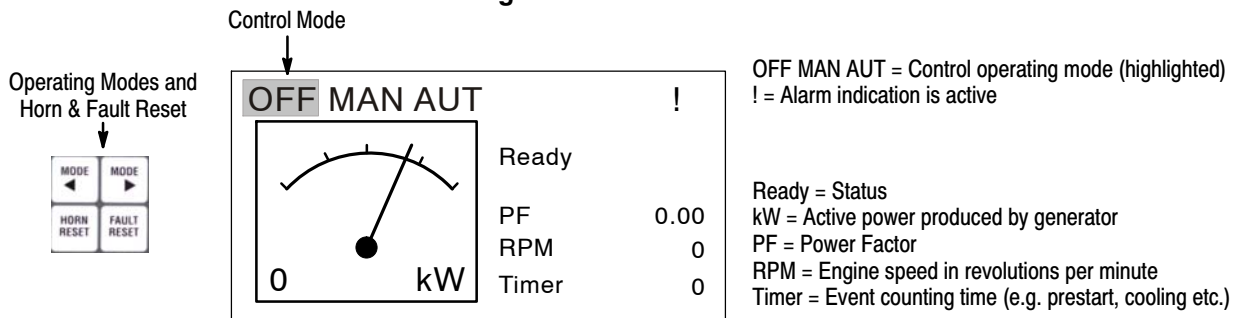 Control Mode
Operating Modes and
Horn & Fault Reset
MODE
MODE
HORN
RESET
FAULT
RESET
OFF MAN AUT !
Ready
PF 0.00
RPM 0
Timer 0
0 kW
OFF MAN AUT = Control operating mode (highlighted)
! = Alarm indication is active
Ready = Status
kW = Active power produced by generator
PF = Power Factor
RPM = Engine speed in revolutions per minute
Timer = Event counting time (e.g. prestart, cooling etc.)